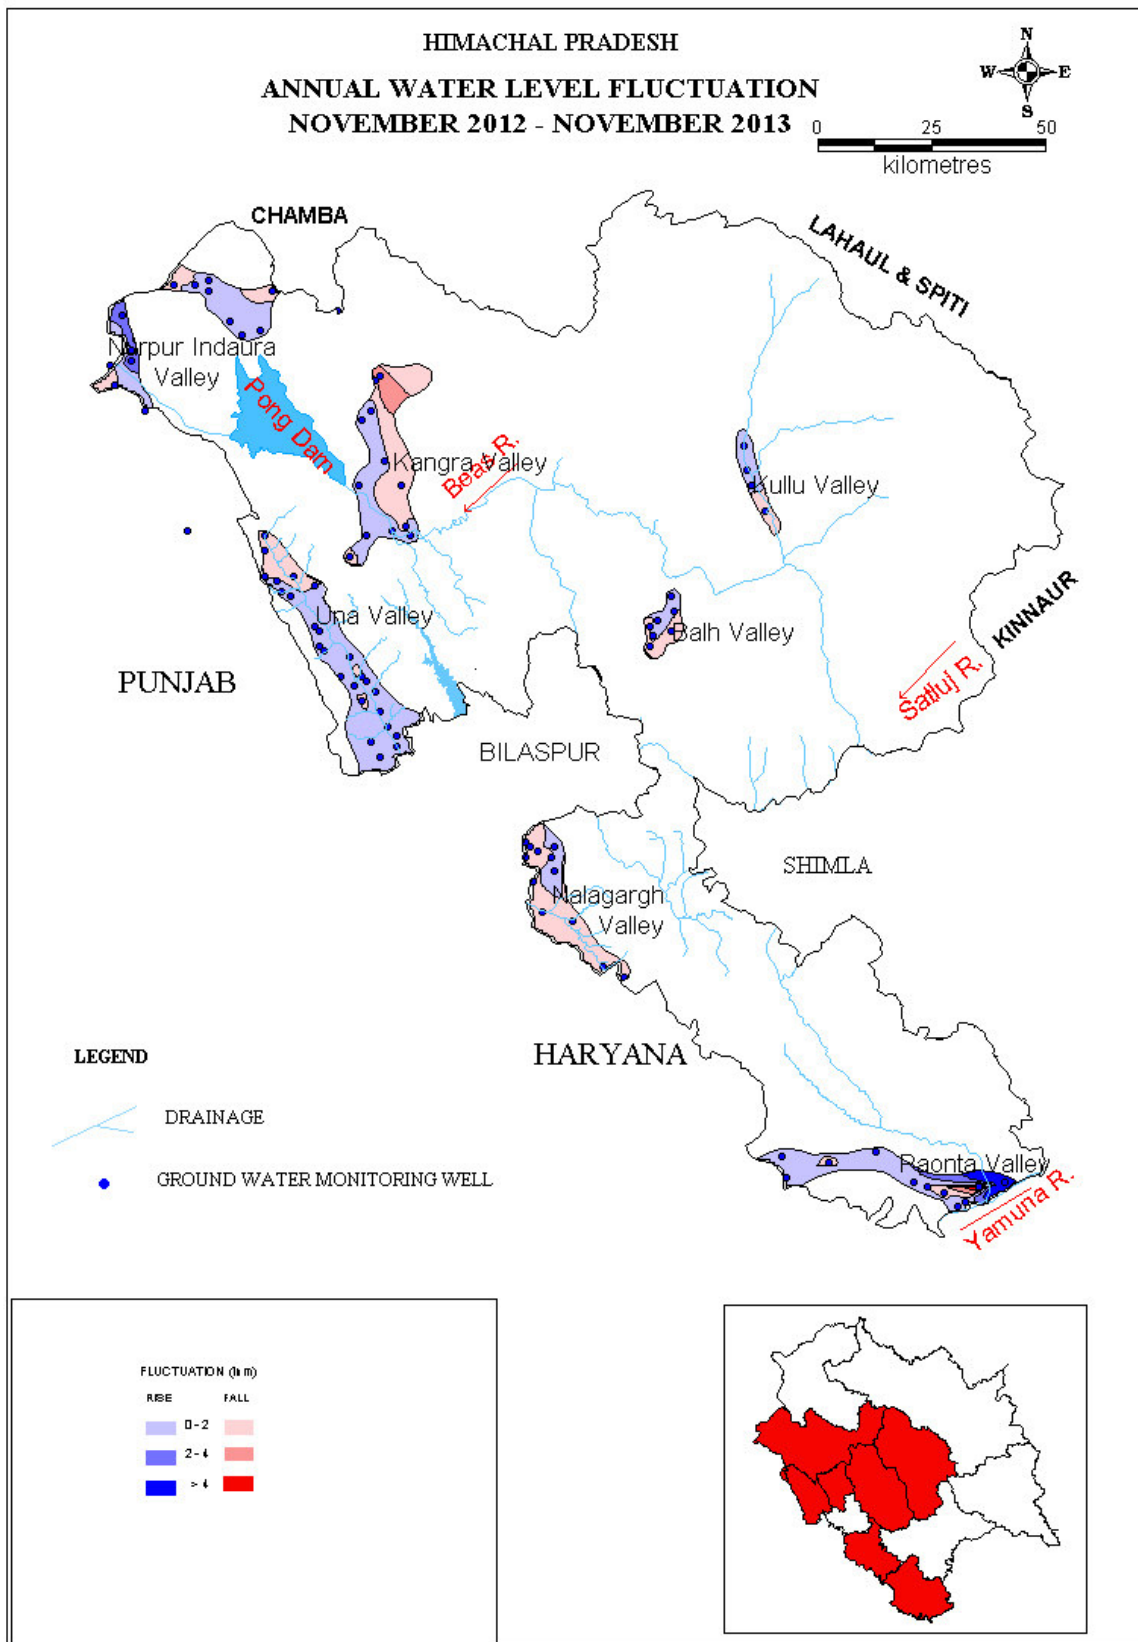 HIMACHAL PRADESH
ANNUAL WATER LEVEL FLUCTUATION
NOVEMBER 2012 - NOVEMBER 2013
N
W E
S
0 25 50
kilometres
CHAMBA
LAHAUL & SPITI
Nurpur Indaura
Valley
Pong Dam
Kangra Valley
Beas R.
Kullu Valley
Una Valley
Balh Valley
KINNAUR
Satluj R.
PUNJAB
BILASPUR
SHIMLA
Nalagargh
Valley
HARYANA
Paonta Valley
Yamuna R.
LEGEND
DRAINAGE
GROUND WATER MONITORING WELL
FLUCTUATION (in m)
RISE FALL
0-2
2-4
>4